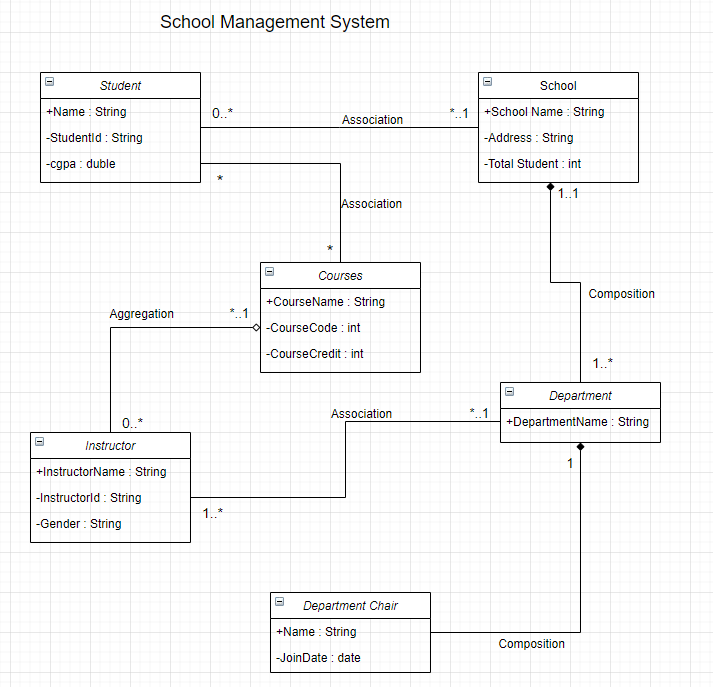 School Management System
Student
+Name : String
-StudentId : String
-cgpa : duble
School
+School Name : String
-Address : String
-Total Student : int
0..*
*..1
Association
*
Association
*
1..1
Composition
1..*
Courses
+CourseName : String
-CourseCode : int
-CourseCredit : int
Aggregation
*..1
0..*
Association
*..1
1..*
Department
+DepartmentName : String
1
Instructor
+InstructorName : String
-InstructorId : String
-Gender : String
Department Chair
+Name : String
-JoinDate : date
Composition